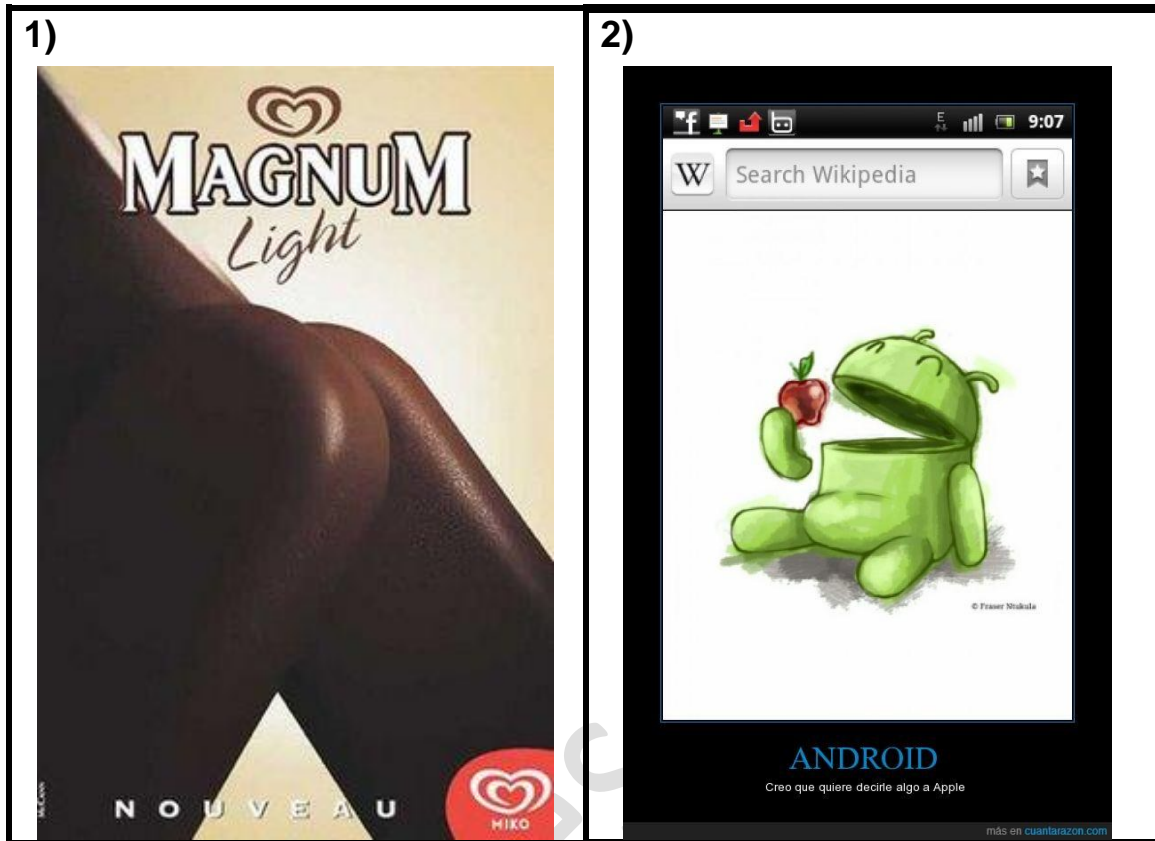 1)
MAGNUM
Light
NOUVEAU
MIKO
McCANN
2)
E
9:07
W
Search Wikipedia
© Fraser Ntukula
ANDROID
Creo que quiere decirle algo a Apple
más en cuantarazon.com